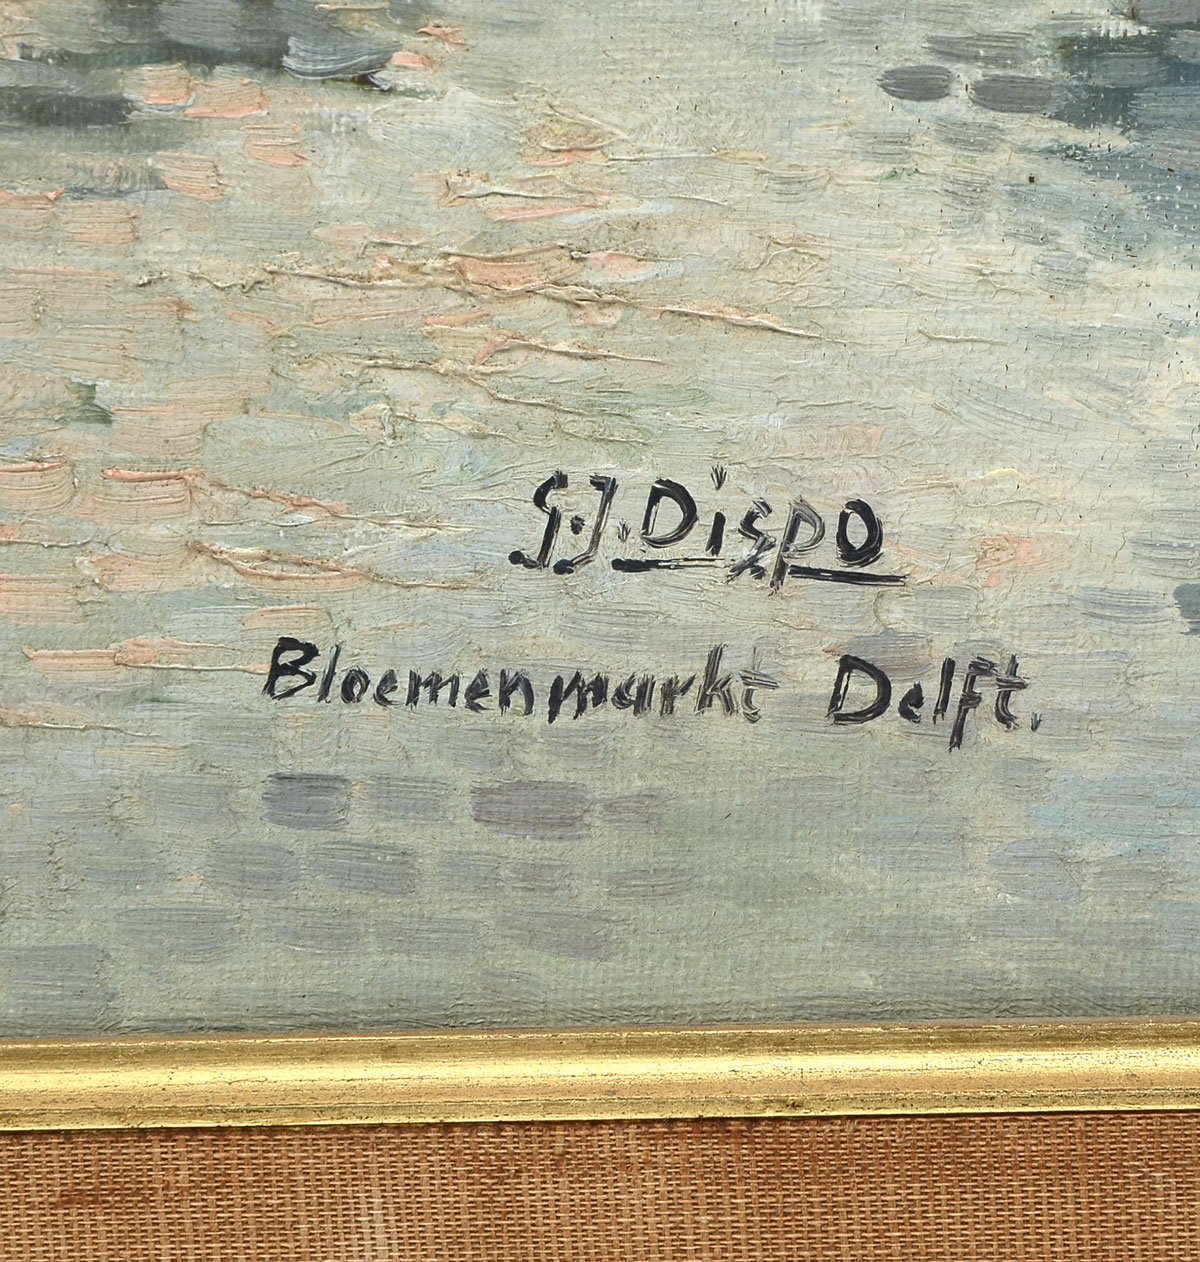 G.J. Dispo
Bloemenmarkt Delft.